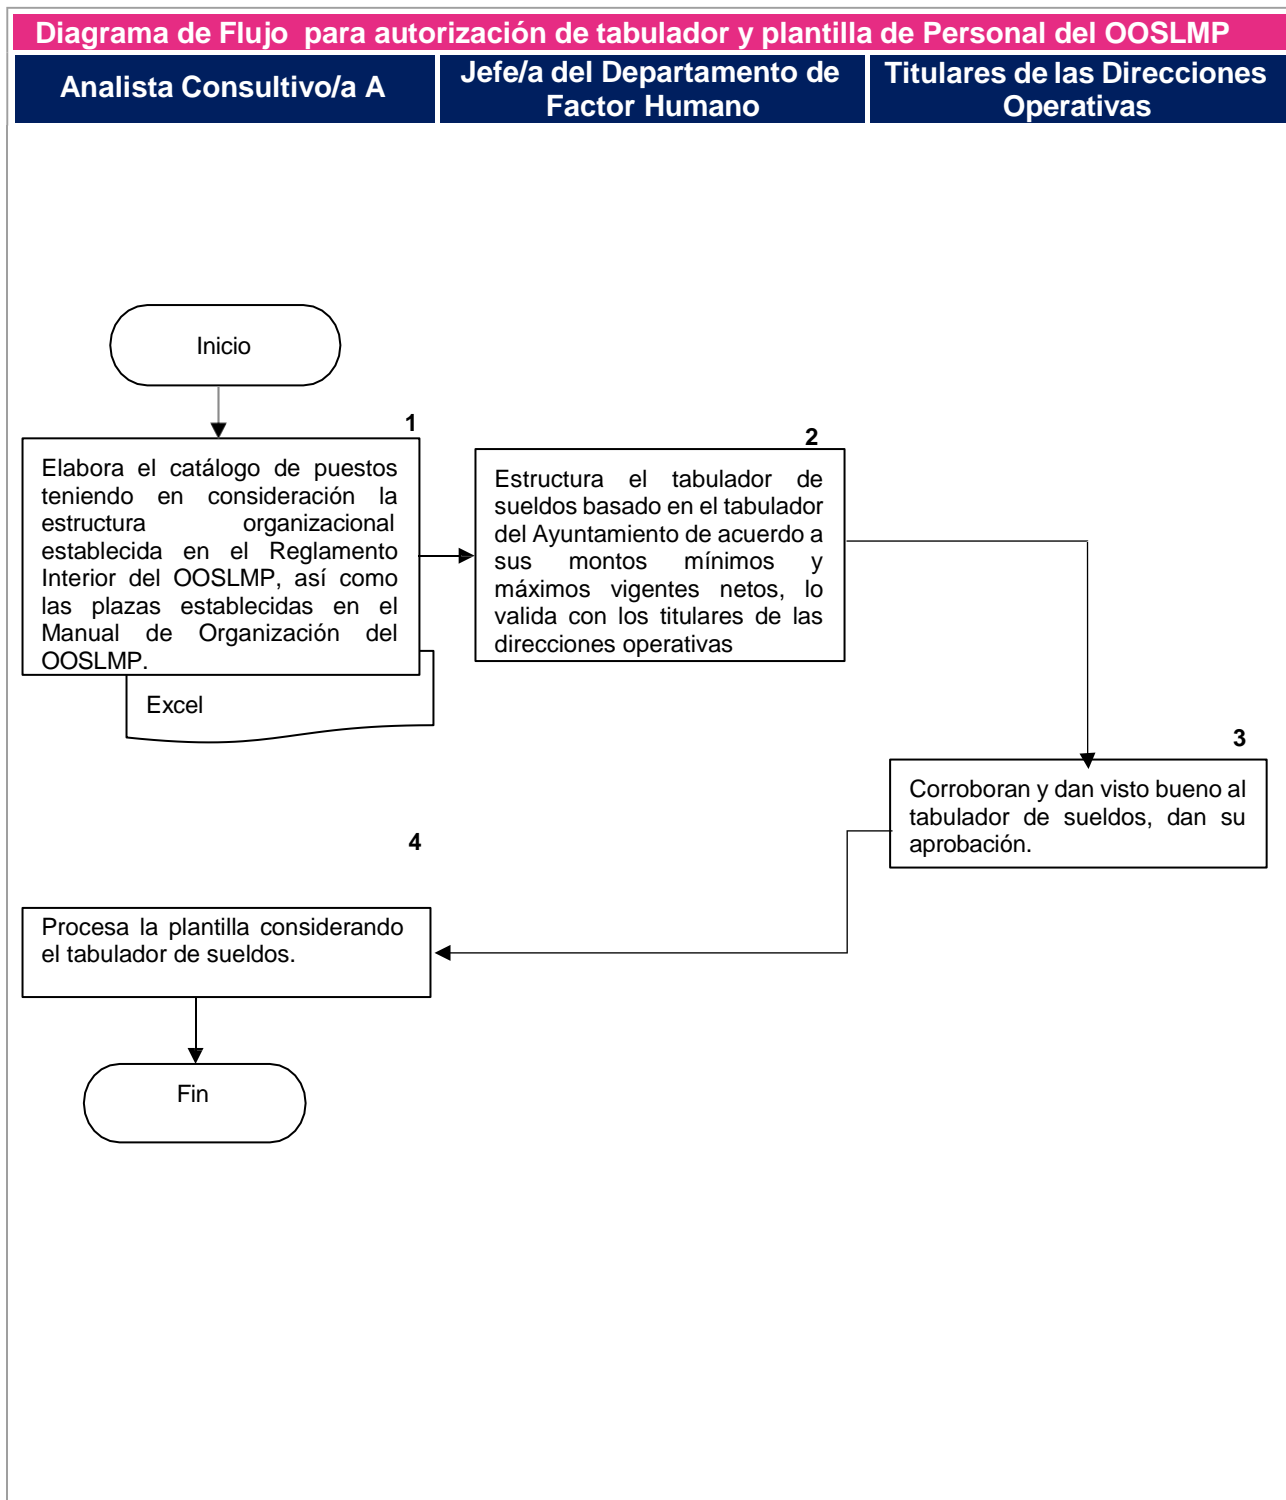 Diagrama de Flujo para autorización de tabulador y plantilla de Personal del OOSLMP
Analista Consultivo/a A
Jefe/a del Departamento de
Factor Humano
Titulares de las Direcciones
Operativas
Inicio
1
Elabora el catálogo de puestos
teniendo en consideración la
estructura organizacional
establecida en el Reglamento
Interior del OOSLMP, así como
las plazas establecidas en el
Manual de Organización del
OOSLMP.
Excel
2
Estructura el tabulador de
sueldos basado en el tabulador
del Ayuntamiento de acuerdo a
sus montos mínimos y
máximos vigentes netos, lo
valida con los titulares de las
direcciones operativas
3
Corroboran y dan visto bueno al
tabulador de sueldos, dan su
aprobación.
4
Procesa la plantilla considerando
el tabulador de sueldos.
Fin